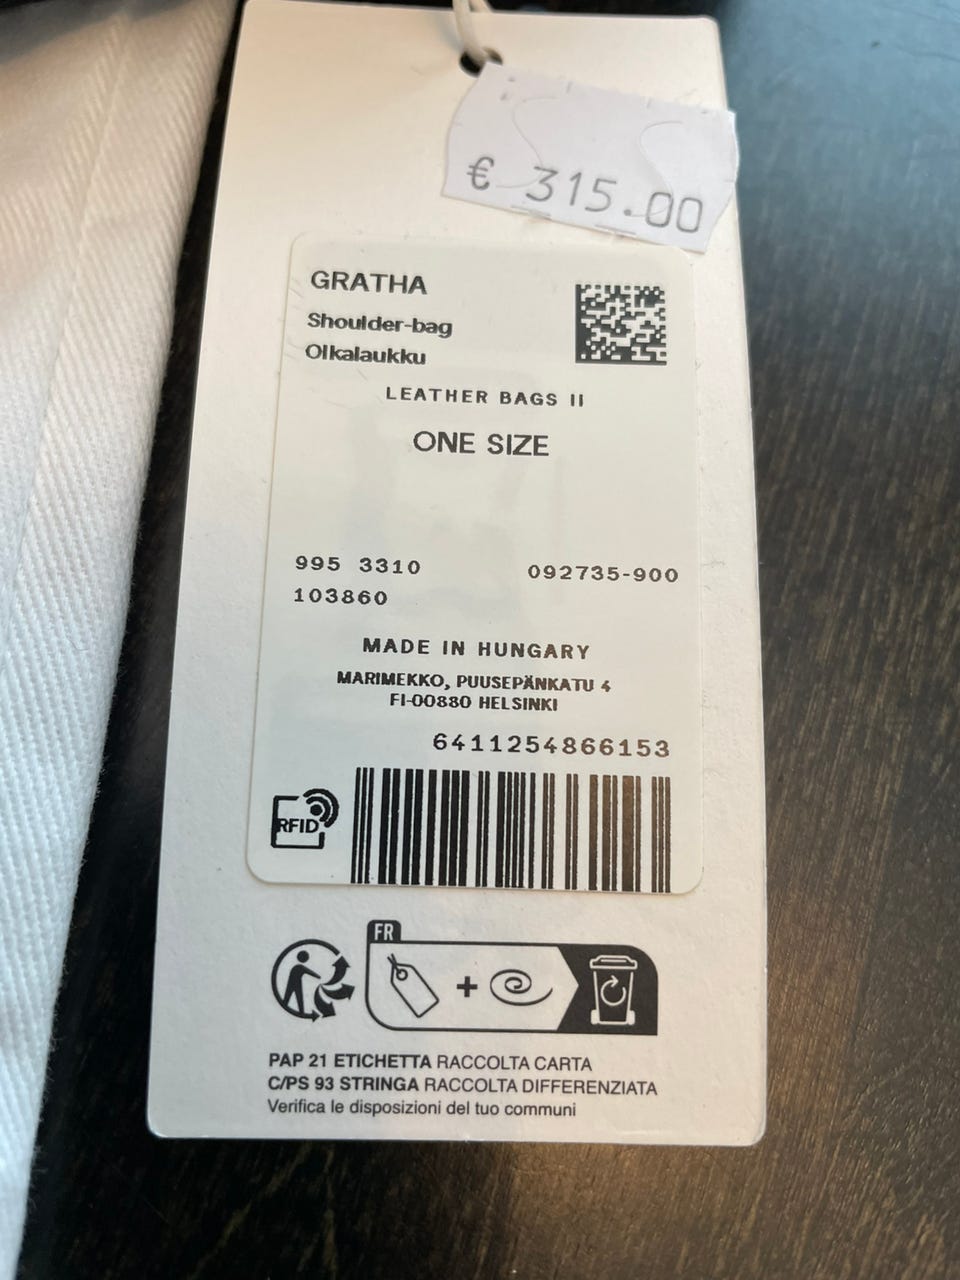 € 315.00
GRATHA
Shoulder-bag
Olkalaukku
LEATHER BAGS II
ONE SIZE
995 3310
092735-900
103860
MADE IN HUNGARY
MARIMEKKO, PUUSEPÄNKATU 4
FI-00880 HELSINKI
6411254866153
RFID
FR
PAP 21 ETICHETTA RACCOLTA CARTA
C/PS 93 STRINGA RACCOLTA DIFFERENZIATA
Verifica le disposizioni del tuo communi